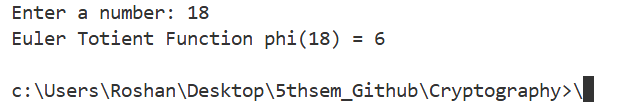 Enter a number: 18
Euler Totient Function phi(18) = 6
c:\Users\Roshan\Desktop\5thsem_Github\Cryptography>\